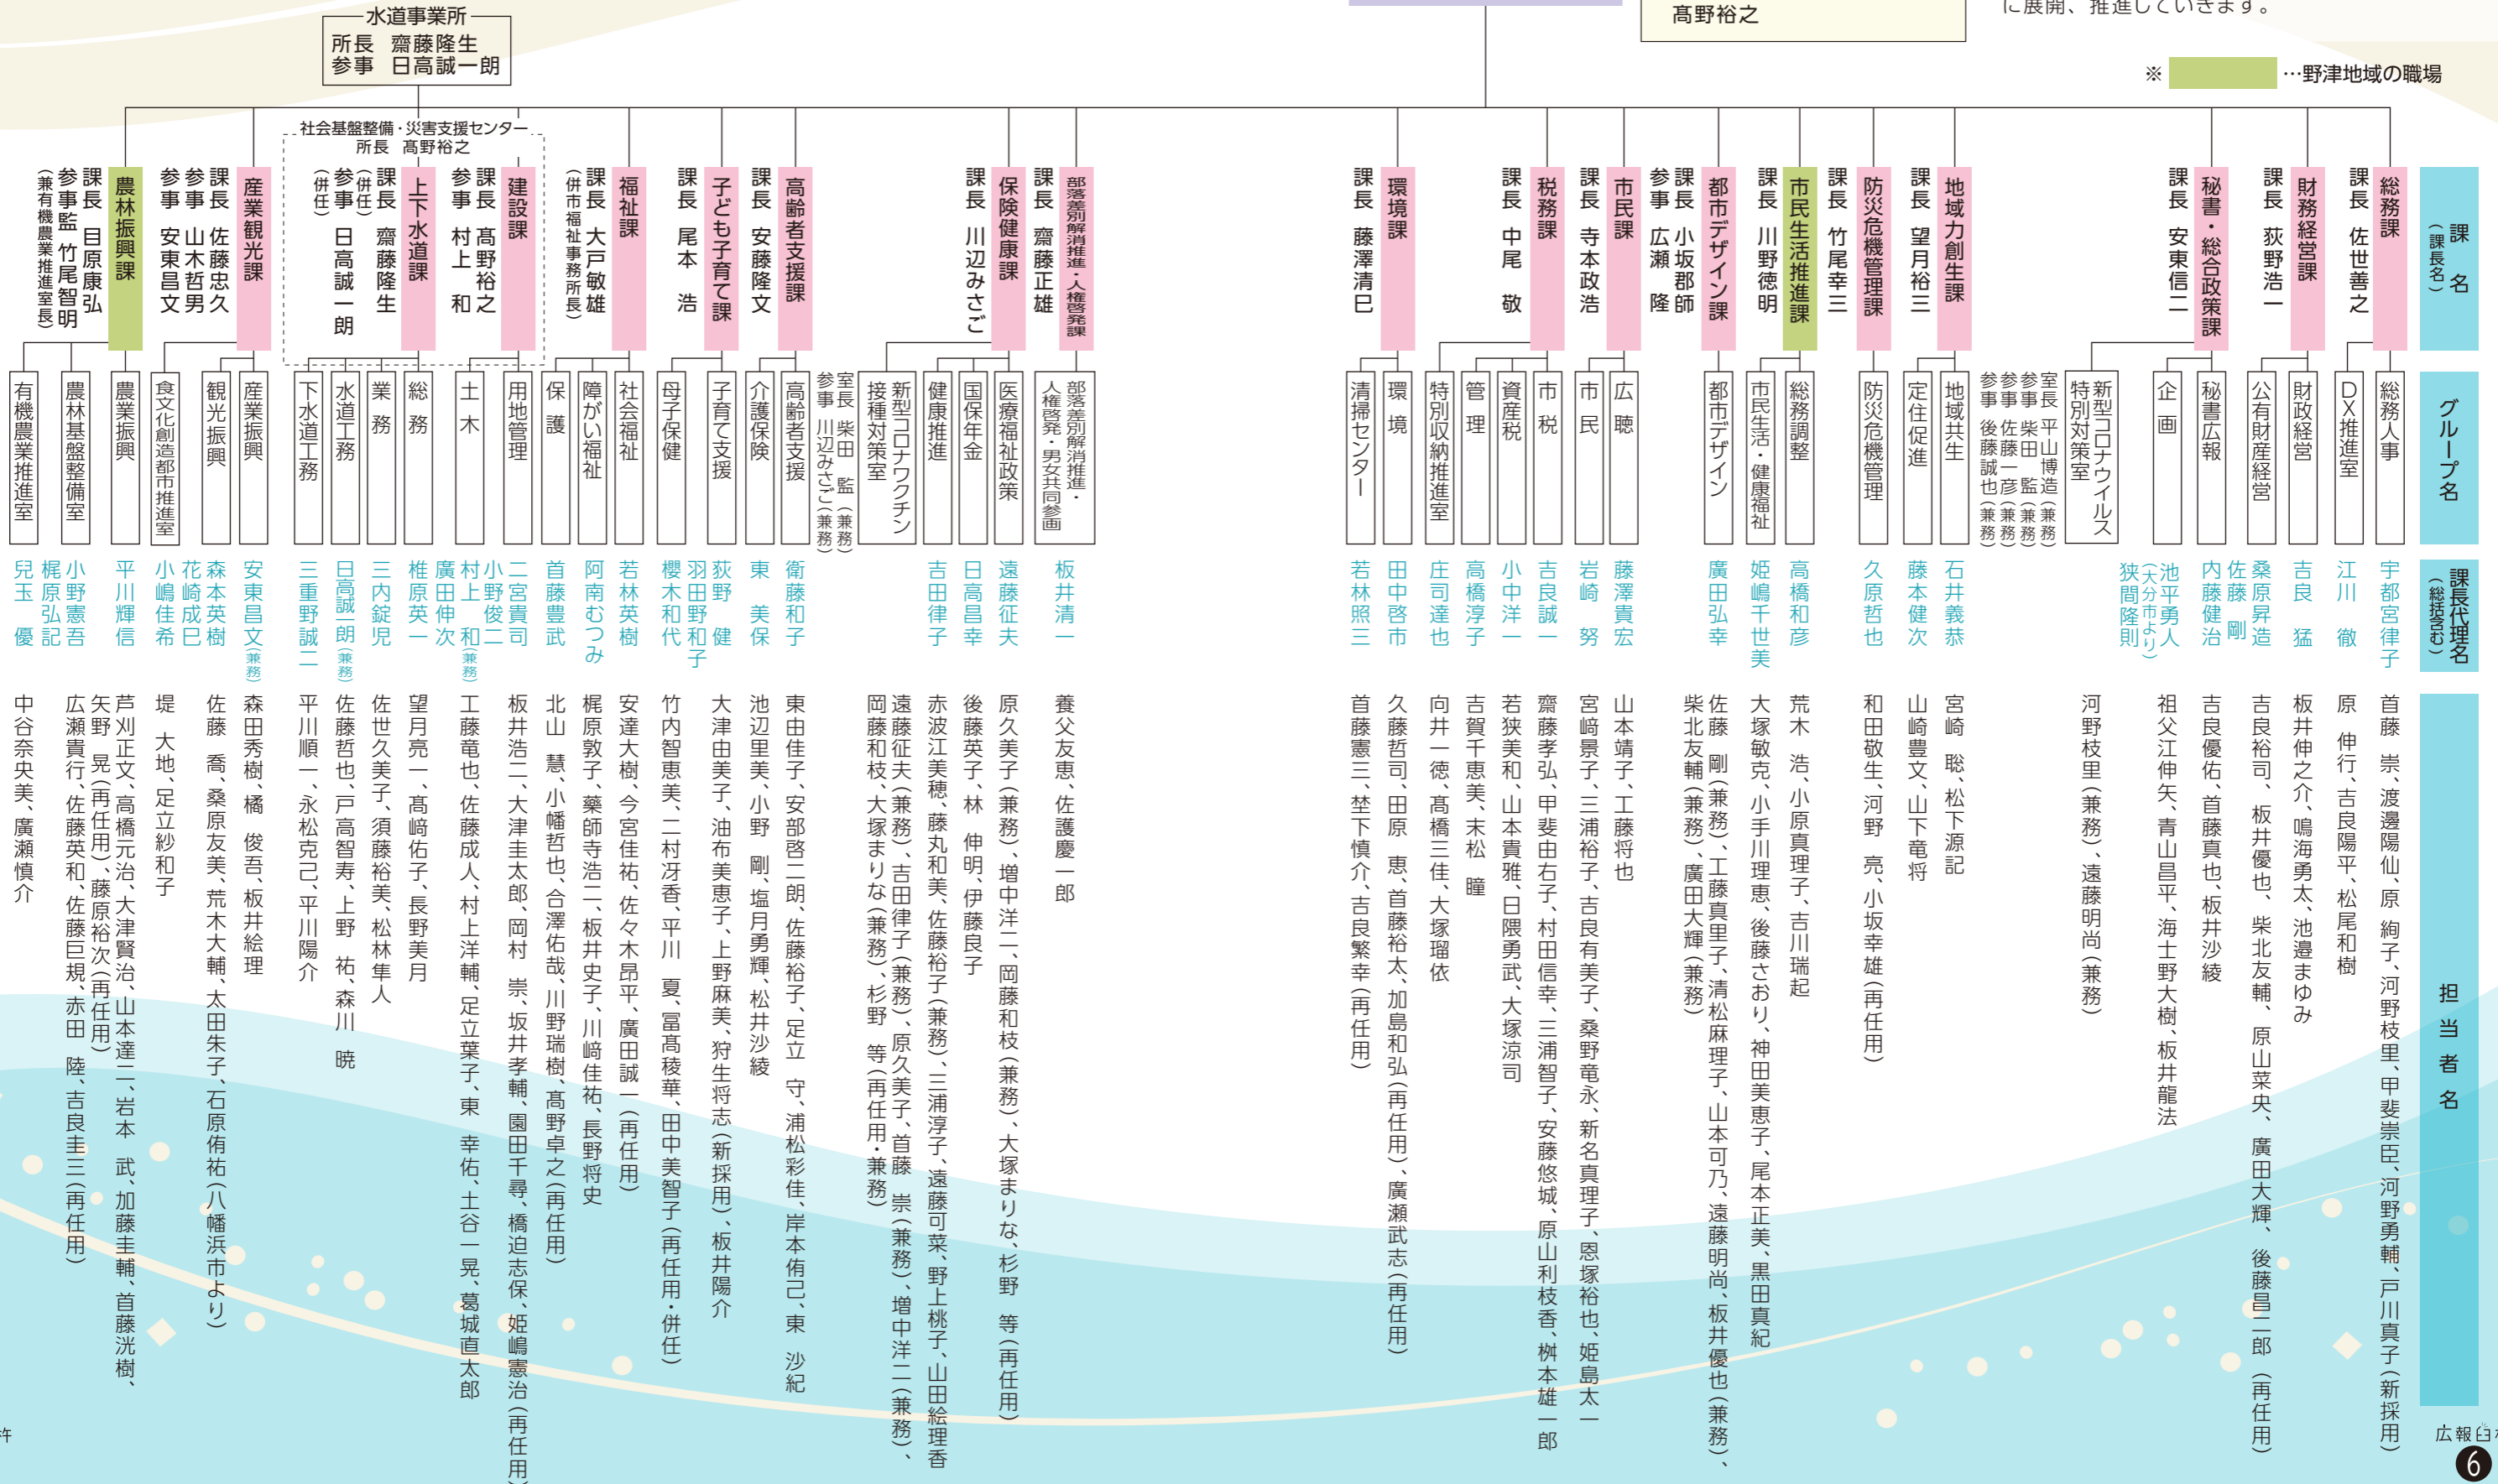 に展開、推進していきます。
髙野裕之
※ …野津地域の職場
水道事業所
所長 齋藤隆生
参事 日高誠一朗
課名
（課長名）
グループ名
課長代理名
（総括含む）
担当者名
総務課
課長 佐世善之
総務人事
宇都宮律子
首藤 崇、渡邊陽仙、原 絢子、河野枝里、甲斐崇臣、河野勇輔、戸川真子（新採用）
ＤＸ推進室
江川 徹
原 伸行、吉良陽平、松尾和樹
財務経営課
課長 荻野浩一
財政経営
吉良 猛
板井伸之介、鳴海勇太、池邉まゆみ
公有財産経営
桑原昇造
佐藤 剛
吉良裕司、板井優也、柴北友輔、原山菜央、廣田大輝、後藤昌二郎（再任用）
秘書・総合政策課
課長 安東信二
秘書広報
内藤健治
吉良優佑、首藤真也、板井沙綾
企画
池平勇人
（大分市より）
狭間隆則
祖父江伸矢、青山昌平、海士野大樹、板井龍法
新型コロナウイルス
特別対策室
室長 平山博造（兼務）
参事 柴田 監（兼務）
参事 佐藤一彦（兼務）
参事 後藤誠也（兼務）
河野枝里（兼務）、遠藤明尚（兼務）
地域力創生課
課長 望月裕三
地域共生
石井義恭
宮崎 聡、松下源記
定住促進
藤本健次
山崎豊文、山下竜将
防災危機管理課
課長 竹尾幸三
防災危機管理
久原哲也
和田敬生、河野 亮、小坂幸雄（再任用）
市民生活推進課
課長 川野徳明
総務調整
高橋和彦
荒木 浩、小原真理子、吉川瑞起
市民生活・健康福祉
姫嶋千世美
大塚敏克、小手川理恵、後藤さおり、神田美恵子、尾本正美、黒田真紀
都市デザイン課
課長 小坂郡師
参事 広瀬 隆
都市デザイン
廣田弘幸
佐藤 剛（兼務）、工藤真里子、清松麻理子、山本可乃、遠藤明尚、板井優也（兼務）、
柴北友輔（兼務）、廣田大輝（兼務）
市民課
課長 寺本政浩
広聴
藤澤貴宏
山本靖子、工藤将也
市民
岩崎 努
宮﨑景子、三浦裕子、吉良有美子、桑野竜永、新名真理子、恩塚裕也、姫島太一
税務課
課長 中尾 敬
市税
吉良誠一
齋藤孝弘、甲斐由右子、村田信幸、三浦智子、安藤悠城、原山利枝香、桝本雄一郎
資産税
小中洋一
若狭美和、山本貴雅、日隈勇武、大塚涼司
管理
高橋淳子
吉賀千恵美、末松 瞳
特別収納推進室
庄司達也
向井一徳、髙橋三佳、大塚瑠依
環境課
課長 藤澤清巳
環境
田中啓市
久藤哲司、田原 恵、首藤裕太、加島和弘（再任用）、廣瀬武志（再任用）
清掃センター
若林照三
首藤憲三、埜下慎介、吉良繁幸（再任用）
部落差別解消推進・人権啓発課
課長 齋藤正雄
部落差別解消推進・
人権啓発・男女共同参画
板井清一
養父友恵、佐護慶一郎
保険健康課
課長 川辺みさご
医療福祉政策
遠藤征夫
原久美子（兼務）、増中洋二、岡藤和枝（兼務）、大塚まりな、杉野 等（再任用）
国保年金
日高昌幸
後藤英子、林 伸明、伊藤良子
健康推進
吉田律子
赤波江美穂、藤丸和美、佐藤裕子（兼務）、三浦淳子、遠藤可菜、野上桃子、山田絵理香
新型コロナワクチン
接種対策室
室長 柴田 監（兼務）
参事 川辺みさご（兼務）
遠藤征夫（兼務）、吉田律子（兼務）、原久美子、首藤 崇（兼務）、増中洋二（兼務）、
岡藤和枝、大塚まりな（兼務）、杉野 等（再任用・兼務）
高齢者支援課
課長 安藤隆文
高齢者支援
衛藤和子
東由佳子、安部啓二朗、佐藤裕子、足立 守、浦松彩佳、岸本侑己、東 沙紀
介護保険
東 美保
池辺里美、小野 剛、塩月勇輝、松井沙綾
子ども子育て課
課長 尾本 浩
子育て支援
荻野 健
羽田野和子
大津由美子、油布美恵子、上野麻美、狩生将志（新採用）、板井陽介
母子保健
櫻木和代
竹内智恵美、二村冴香、平川 夏、冨髙稜華、田中美智子（再任用・併任）
福祉課
課長 大戸敏雄
（併市福祉事務所長）
社会福祉
若林英樹
安達大樹、今宮佳祐、佐々木昂平、廣田誠一（再任用）
障がい福祉
阿南むつみ
梶原敦子、藥師寺浩二、板井史子、川﨑佳祐、長野将史
保護
首藤豊武
北山 慧、小幡哲也、合澤佑哉、川野瑞樹、髙野卓之（再任用）
社会基盤整備・災害支援センター
所長 髙野裕之
建設課
課長 髙野裕之
参事 村上 和
用地管理
二宮貴司
小野俊二
板井浩二、大津圭太郎、岡村 崇、坂井孝輔、園田千尋、橋迫志保、姫嶋憲治（再任用）
土木
村上 和（兼務）
廣田伸次
工藤竜也、佐藤成人、村上洋輔、足立葉子、東 幸佑、土谷一晃、葛城直太郎
上下水道課
課長 齋藤隆生
（併任）
参事 日高誠一朗
（併任）
総務
椎原英一
望月亮一、髙﨑佑子、長野美月
業務
三内錠児
佐世久美子、須藤裕美、松林隼人
水道工務
日高誠一朗（兼務）
佐藤哲也、戸高智寿、上野 祐、森川 暁
下水道工務
三重野誠二
平川順一、永松克己、平川陽介
産業観光課
課長 佐藤忠久
参事 山木哲男
参事 安東昌文
産業振興
安東昌文（兼務）
森田秀樹、橘 俊吾、板井絵理
観光振興
森本英樹
花崎成巳
佐藤 喬、桑原友美、荒木大輔、太田朱子、石原侑祐（八幡浜市より）
食文化創造都市推進室
小嶋佳希
堤 大地、足立紗和子
農林振興課
課長 目原康弘
参事監 竹尾智明
（兼有機農業推進室長）
農業振興
平川輝信
芦刈正文、高橋元治、大津賢治、山本達二、岩本 武、加藤圭輔、首藤洸樹、
矢野 晃（再任用）、藤原裕次（再任用）
農林基盤整備室
小野憲吾
梶原弘記
広瀬貴行、佐藤英和、佐藤巨規、赤田 陸、吉良圭三（再任用）
有機農業推進室
兒玉 優
中谷奈央美、廣瀬慎介
広報臼
6
杵